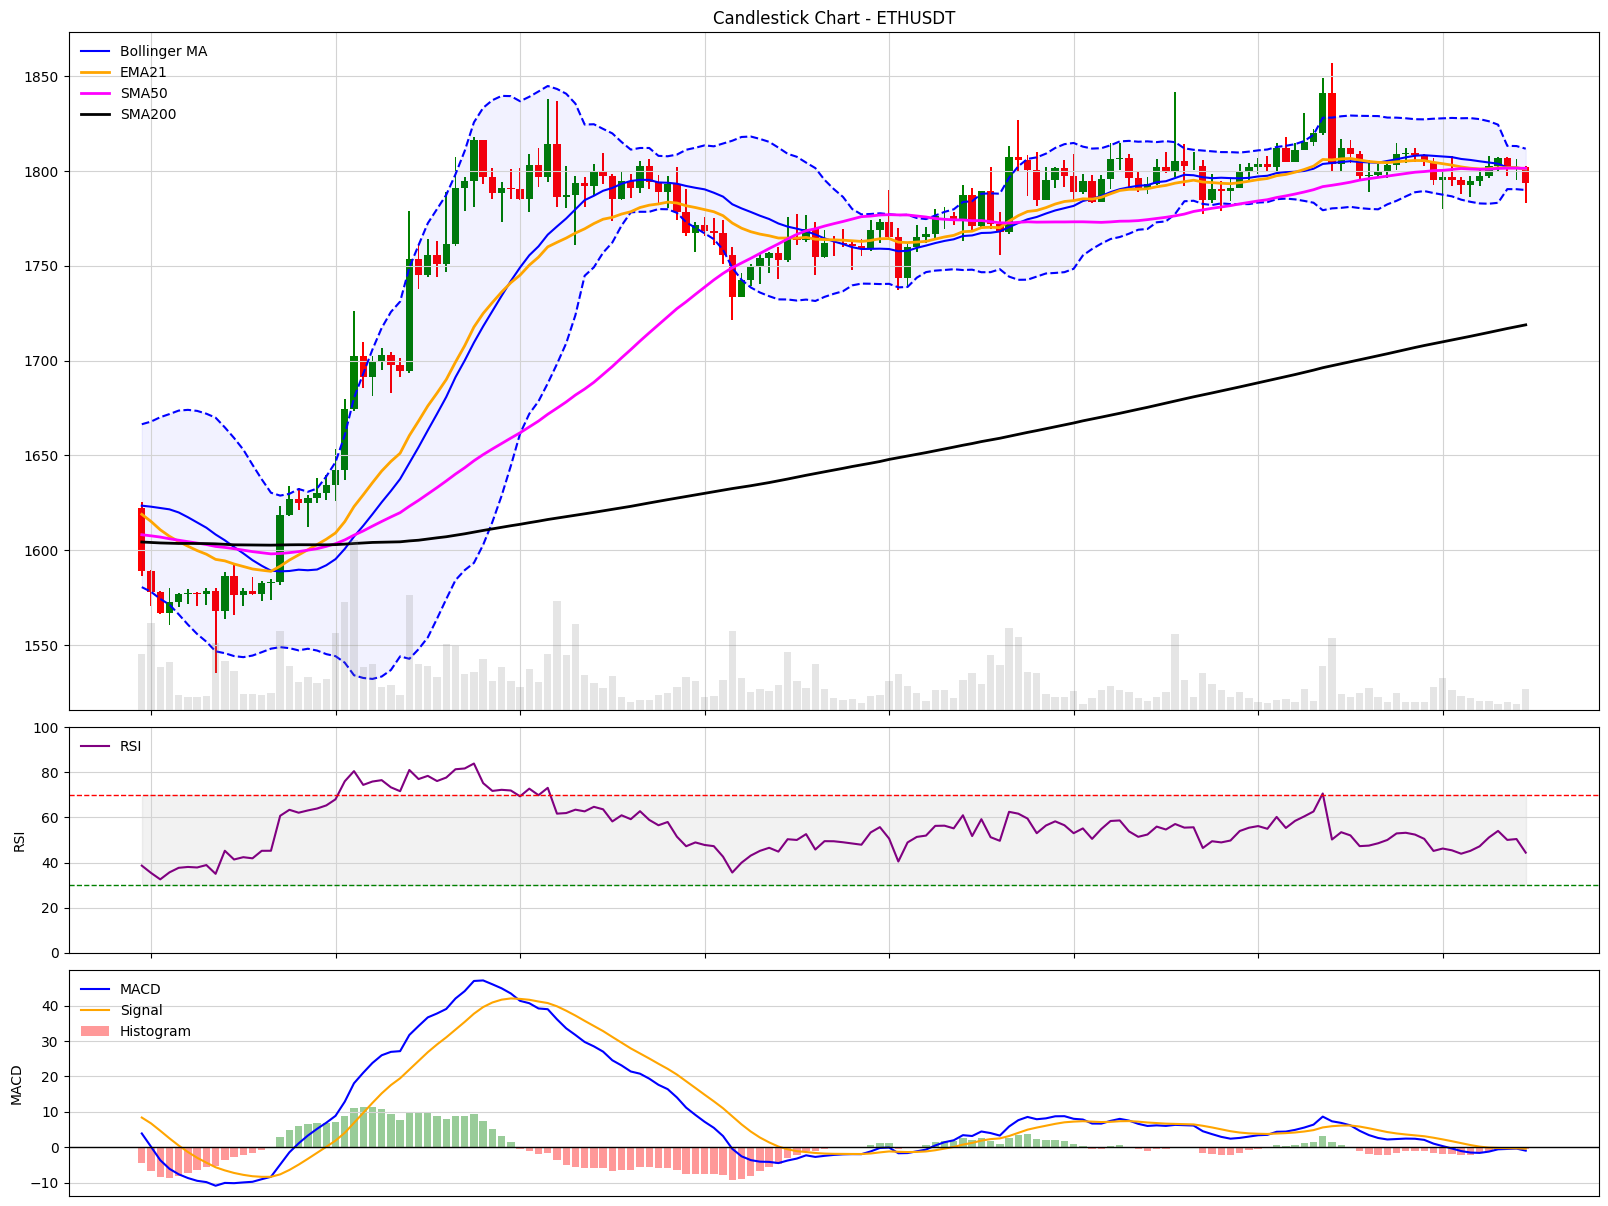 Candlestick Chart - ETHUSDT
Bollinger MA
EMA21
SMA50
SMA200
1850
1800
1750
1700
1650
1600
1550
RSI
100
80
60
40
20
0
RSI
MACD
Signal
Histogram
40
30
20
10
0
−10
MACD